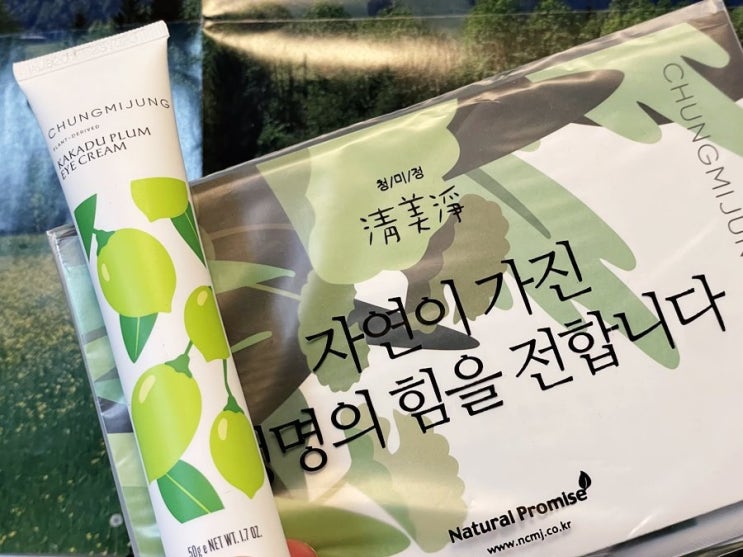 CHUNGMIJUNG
PLANT-DERIVED
KAKADU PLUM
EYE CREAM
50g e NET WT. 1.7 OZ.
청/미/정
淸美淨
자연이 가진
명의 힘을 전합니다
Natural Promise
www.ncmj.co.kr
CHUNGMIJUNG